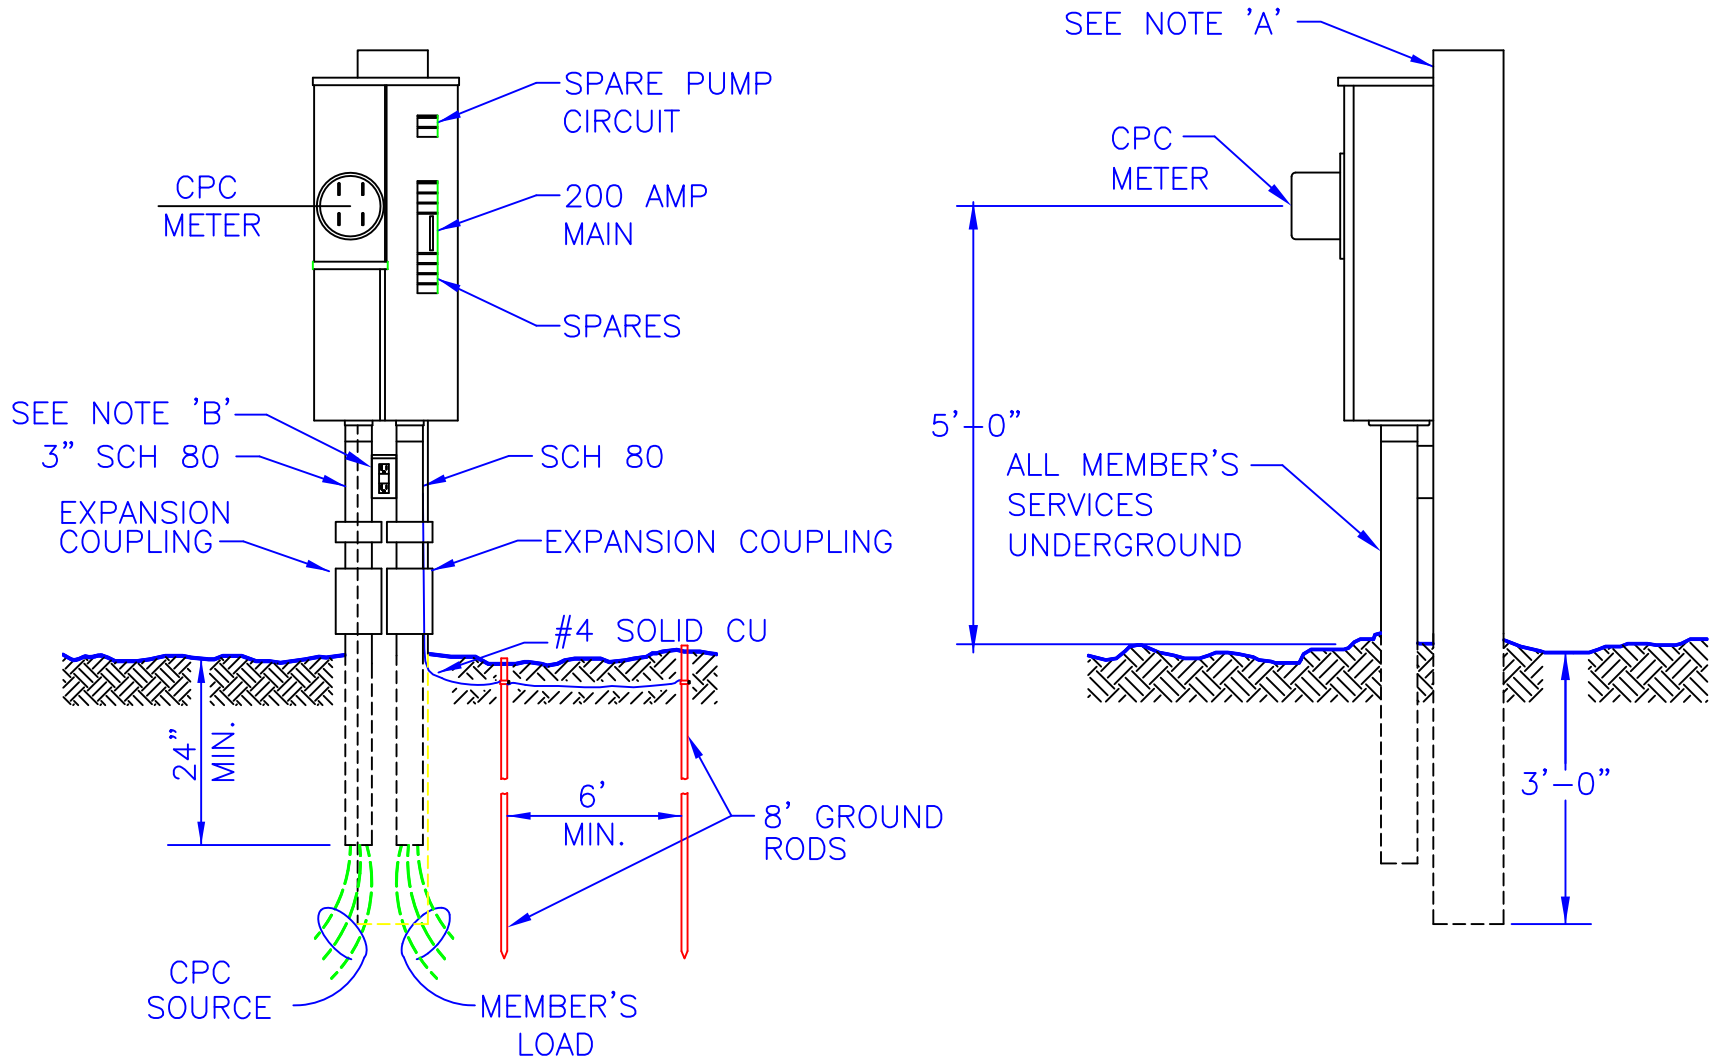 SPARE PUMP
CIRCUIT
CPC
METER
200 AMP
MAIN
SPARES
SEE NOTE 'B'
3" SCH 80
SCH 80
EXPANSION
COUPLING
EXPANSION COUPLING
#4 SOLID CU
24"
MIN.
6'
MIN.
8' GROUND
RODS
CPC
SOURCE
MEMBER'S
LOAD
SEE NOTE 'A'
CPC
METER
5'-0"
ALL MEMBER'S
SERVICES
UNDERGROUND
3'-0"